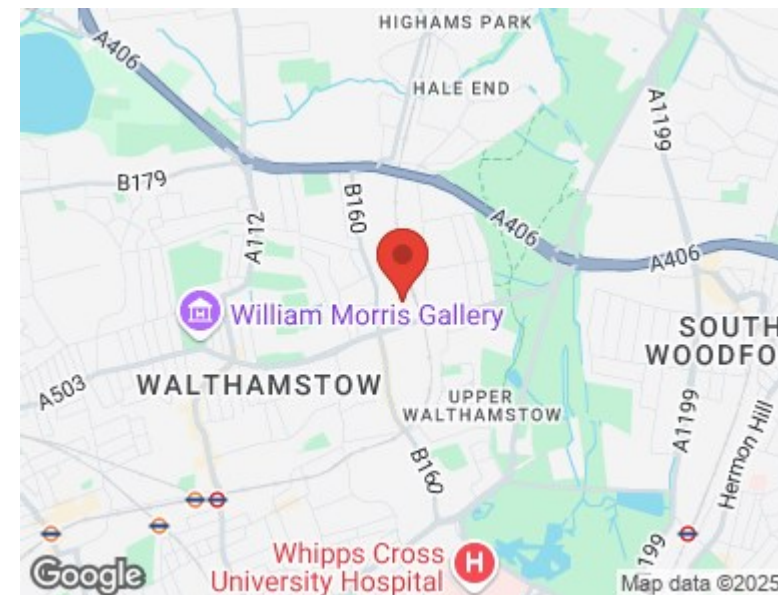 HIGHAMS PARK
A406
HALE END
A1199
B179
B160
A112
A406
A406
William Morris Gallery
SOUTH
WOODFO
A503
WALTHAMSTOW
UPPER
WALTHAMSTOW
A1199
Hermon Hill
B160
Whipps Cross
University Hospital
H
199
Google
Map data ©2025